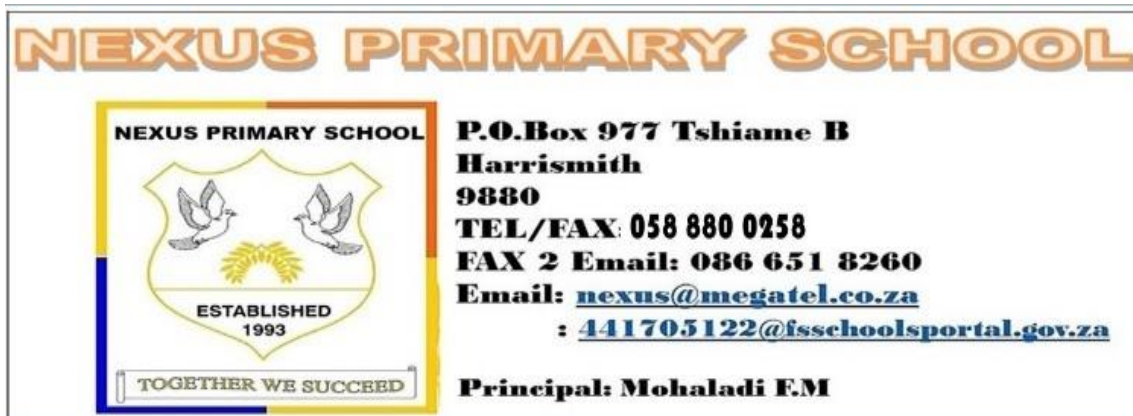 NEXUS PRIMARY SCHOOL
NEXUS PRIMARY SCHOOL
ESTABLISHED
1993
TOGETHER WE SUCCEED
P.O.Box 977 Tshiame B
Harrismith
9880
TEL/FAX: 058 880 0258
FAX 2 Email: 086 651 8260
Email: nexus@megatel.co.za
: 441705122@fsschoolsportal.gov.za
Principal: Mohaladi F.M